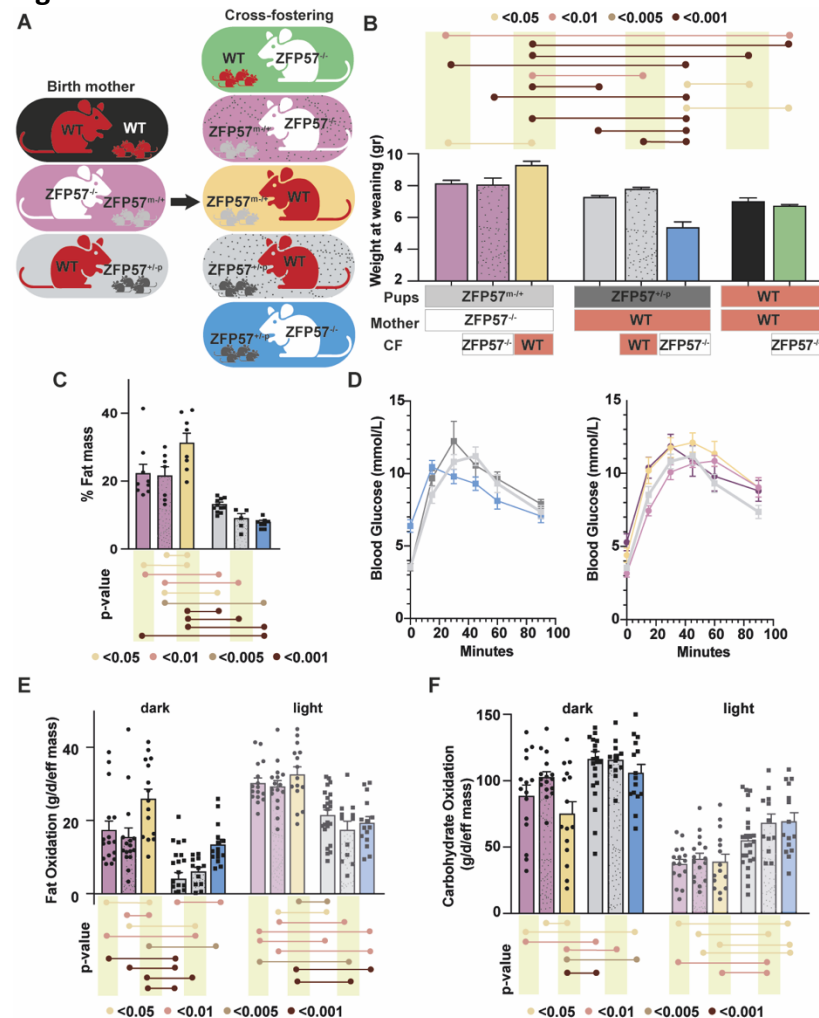 A
Birth mother
WT
WT
ZFP57-/-
ZFP57m-/+
WT
ZFP57+/-p
Cross-fostering
WT
ZFP57-/-
ZFP57m-/+
ZFP57-/-
ZFP57m-/+
WT
ZFP57+/-p
WT
ZFP57+/-p
ZFP57-/-
B
<0.05 <0.01 <0.005 <0.001
Weight at weaning (gr)
10
8
6
4
2
Pups ZFP57m-/+ ZFP57+/-p WT
Mother ZFP57-/- WT WT
CF ZFP57-/- WT WT ZFP57-/- ZFP57-/-
C
% Fat mass
40
20
0
p-value
<0.05 <0.01 <0.005 <0.001
D
Blood Glucose (mmol/L)
15
10
5
0
0 20 40 60 80 100
Minutes
Blood Glucose (mmol/L)
15
10
5
0
0 20 40 60 80 100
Minutes
E
dark light
Fat Oxidation (g/d/eff mass)
40
20
0
p-value
<0.05 <0.01 <0.005 <0.001
F
dark light
Carbohydrate Oxidation
(g/d/eff mass)
150
100
50
0
p-value
<0.05 <0.01 <0.005 <0.001